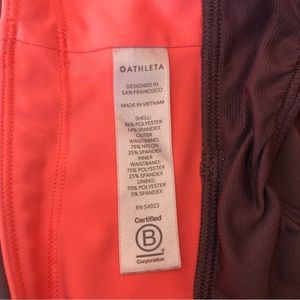 ATHLETA
DESIGNED IN
SAN FRANCISCO
MADE IN VIETNAM
SHELL:
86% POLYESTER
14% SPANDEX
OUTER
WAISTBAND:
75% NYLON
25% SPANDEX
INNER
WAISTBAND:
75% POLYESTER
25% SPANDEX
LINING:
95% POLYESTER
5% SPANDEX
RN 54023
Certified
B
Corporation